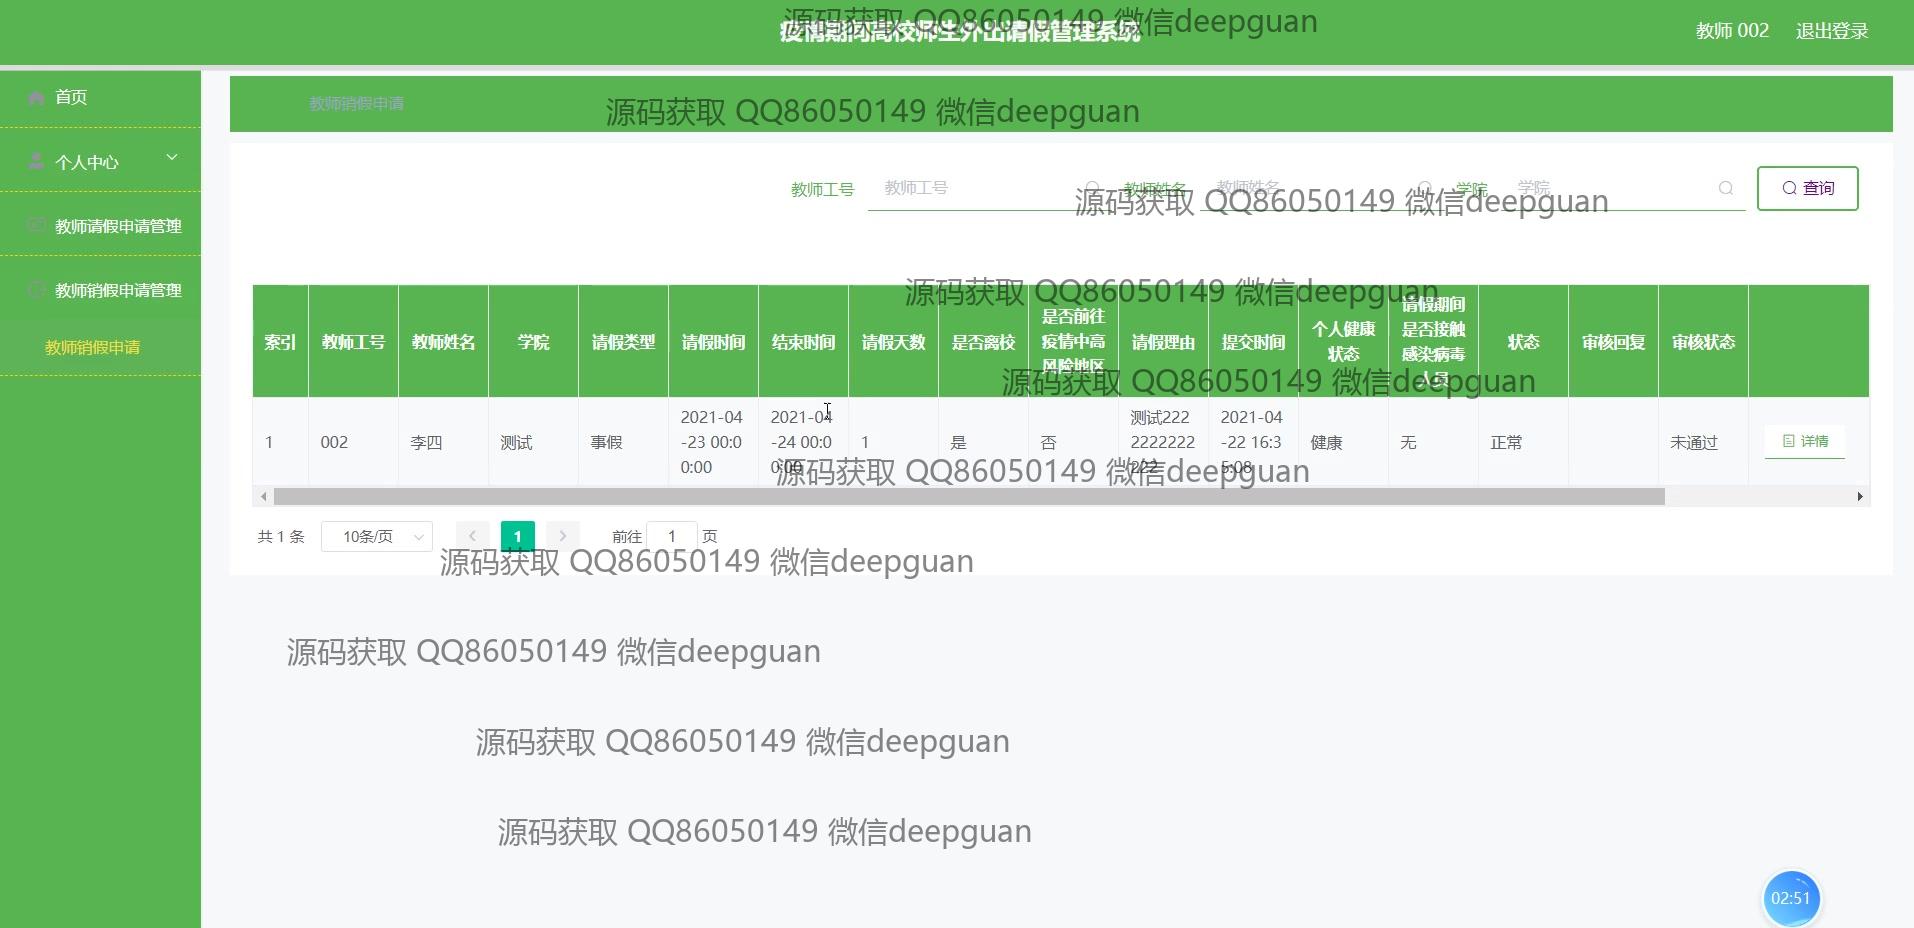 疫情期间高校师生外出请假管理系统
源码获取 QQ86050149 微信deepguan
教师 002
退出登录
首页
个人中心
教师请假申请管理
教师销假申请管理
教师销假申请
教师销假申请
源码获取 QQ86050149 微信deepguan
教师工号
教师工号
教师姓名
教师姓名
学院
学院
查询
源码获取 QQ86050149 微信deepguan
源码获取 QQ86050149 微信deepguan
索引
教师工号
教师姓名
学院
请假类型
请假时间
结束时间
请假天数
是否离校
是否前往
疫情中高
风险地区
请假理由
提交时间
个人健康
状态
请假期间
是否接触
感染病毒
人员
状态
审核回复
审核状态
源码获取 QQ86050149 微信deepguan
1
002
李四
测试
事假
2021-04
-23 00:0
0:00
2021-04
-24 00:0
0:00
1
是
否
测试222
2222222
222
2021-04
-22 16:3
5:08
健康
无
正常
未通过
详情
源码获取 QQ86050149 微信deepguan
共 1 条
10条/页
1
前往
1
页
源码获取 QQ86050149 微信deepguan
源码获取 QQ86050149 微信deepguan
源码获取 QQ86050149 微信deepguan
源码获取 QQ86050149 微信deepguan
02:51